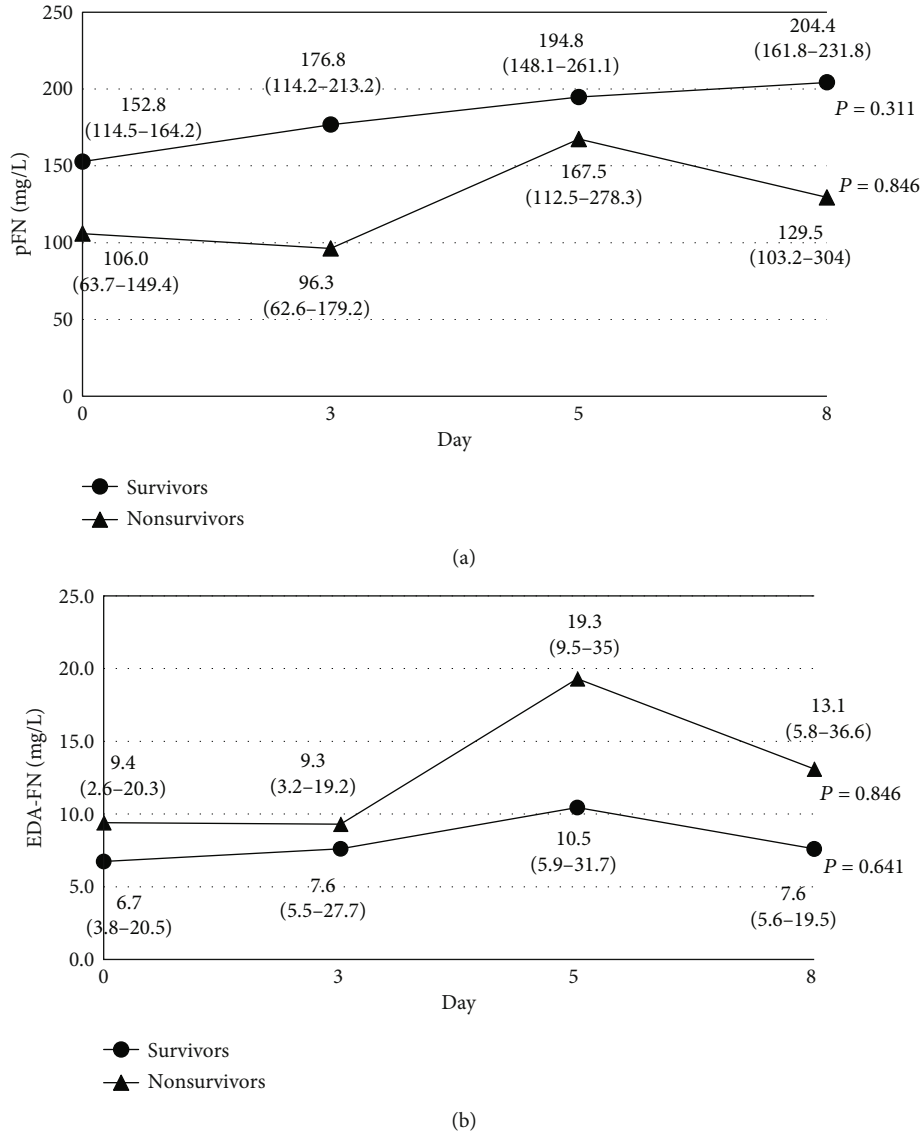 250
200
150
100
50
0
pFN (mg/L)
152.8
(114.5–164.2)
176.8
(114.2–213.2)
194.8
(148.1–261.1)
204.4
(161.8–231.8)
P = 0.311
106.0
(63.7–149.4)
96.3
(62.6–179.2)
167.5
(112.5–278.3)
P = 0.846
129.5
(103.2–304)
0 3 5 8
Day
Survivors
Nonsurvivors
(a)
25.0
20.0
15.0
10.0
5.0
0.0
EDA-FN (mg/L)
9.4
(2.6–20.3)
9.3
(3.2–19.2)
19.3
(9.5–35)
13.1
(5.8–36.6)
P = 0.846
6.7
(3.8–20.5)
7.6
(5.5–27.7)
10.5
(5.9–31.7)
P = 0.641
7.6
(5.6–19.5)
0 3 5 8
Day
Survivors
Nonsurvivors
(b)